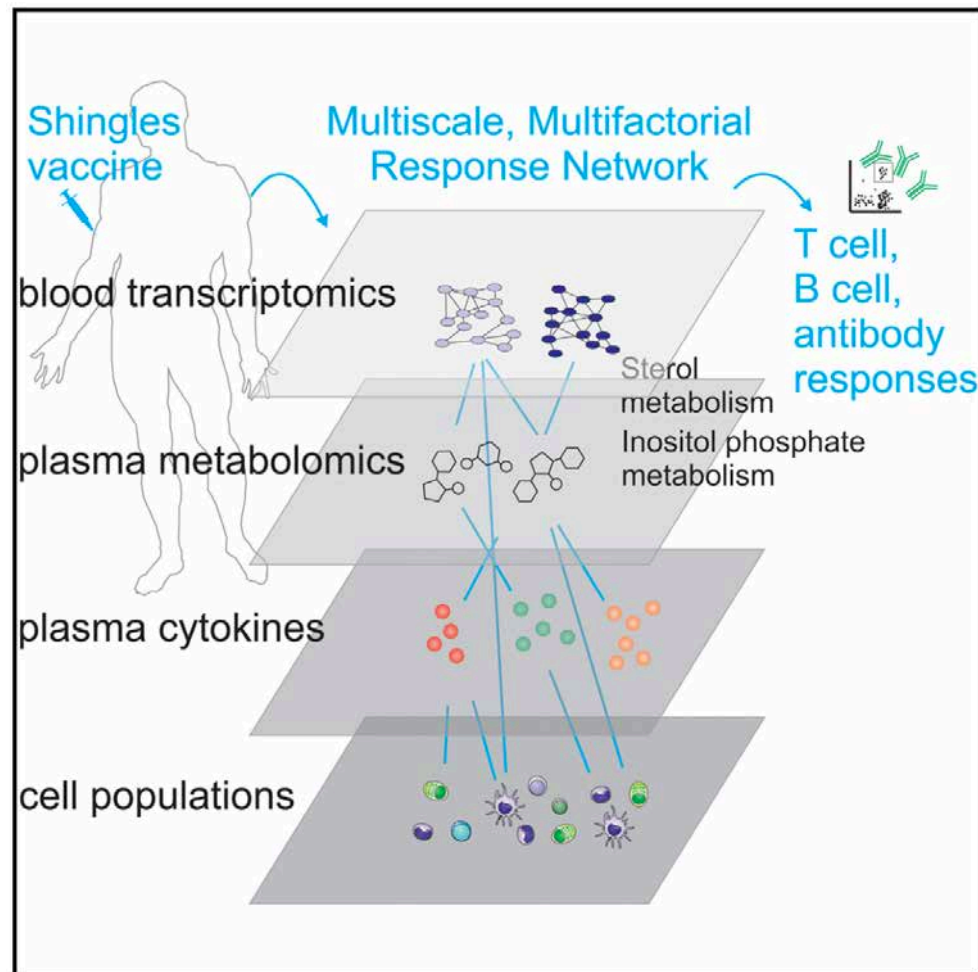 Shingles
vaccine
Multiscale, Multifactorial
Response Network
T cell,
B cell,
antibody
responses
blood transcriptomics
Sterol
metabolism
plasma metabolomics
Inositol phosphate
metabolism
plasma cytokines
cell populations